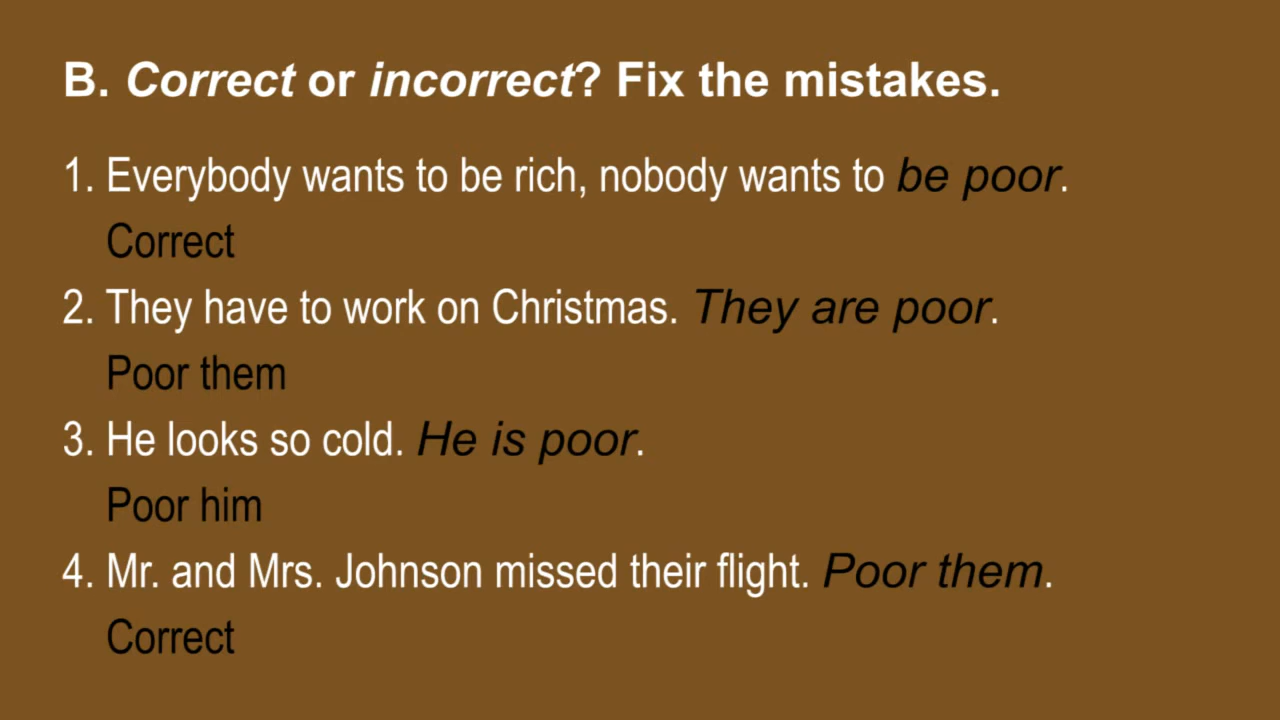 B. Correct or incorrect? Fix the mistakes.
1. Everybody wants to be rich, nobody wants to be poor.
Correct
2. They have to work on Christmas. They are poor.
Poor them
3. He looks so cold. He is poor.
Poor him
4. Mr. and Mrs. Johnson missed their flight. Poor them.
Correct